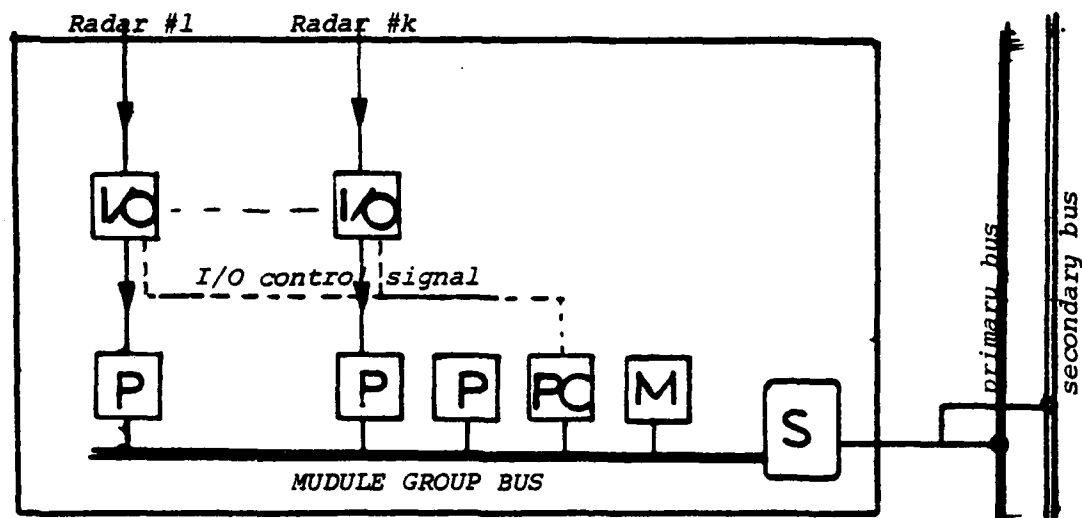 Radar #1
Radar #k
I/O
I/O
I/O control signal
P
P
P
PC
M
S
MUDULE GROUP BUS
primary bus
secondary bus